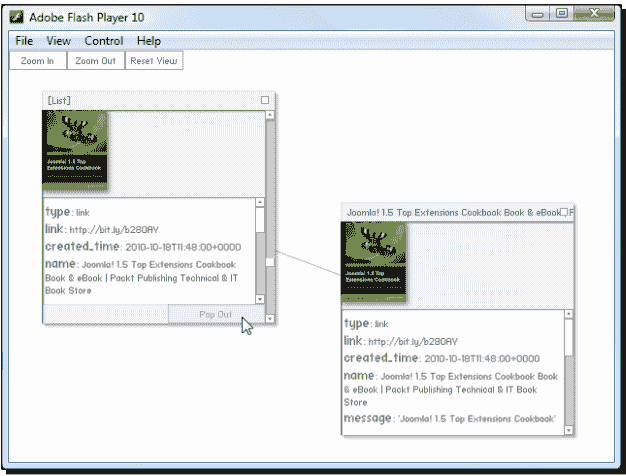 Adobe Flash Player 10
File View Control Help
Zoom In Zoom Out Reset View
[List]
Joomla! 1.5 Top
Extensions Cookbook
type: link
link: http://bit.ly/b28OAY
created_time: 2010-10-18T11:48:00+0000
name: Joomla! 1.5 Top Extensions Cookbook
Book & eBook | Packt Publishing Technical & IT
Book Store
Pop Out
Joomla! 1.5 Top Extensions Cookbook Book & eBook
Joomla! 1.5 Top
Extensions Cookbook
type: link
link: http://bit.ly/b28OAY
created_time: 2010-10-18T11:48:00+0000
name: Joomla! 1.5 Top Extensions Cookbook Book
& eBook | Packt Publishing Technical & IT Book
Store
message: 'Joomla! 1.5 Top Extensions Cookbook'